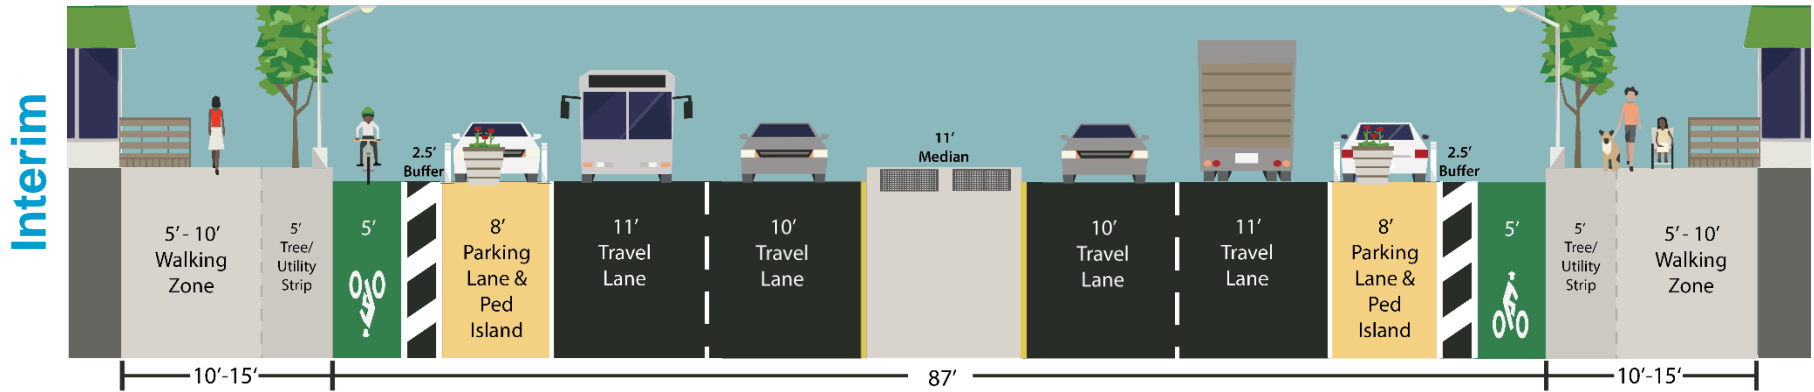 Interim
5' - 10'
Walking
Zone
5'
Tree/
Utility
Strip
5'
2.5'
Buffer
8'
Parking
Lane &
Ped
Island
11'
Travel
Lane
10'
Travel
Lane
11'
Median
10'
Travel
Lane
11'
Travel
Lane
8'
Parking
Lane &
Ped
Island
2.5'
Buffer
5'
5'
Tree/
Utility
Strip
5' - 10'
Walking
Zone
10'-15'
87'
10'-15'